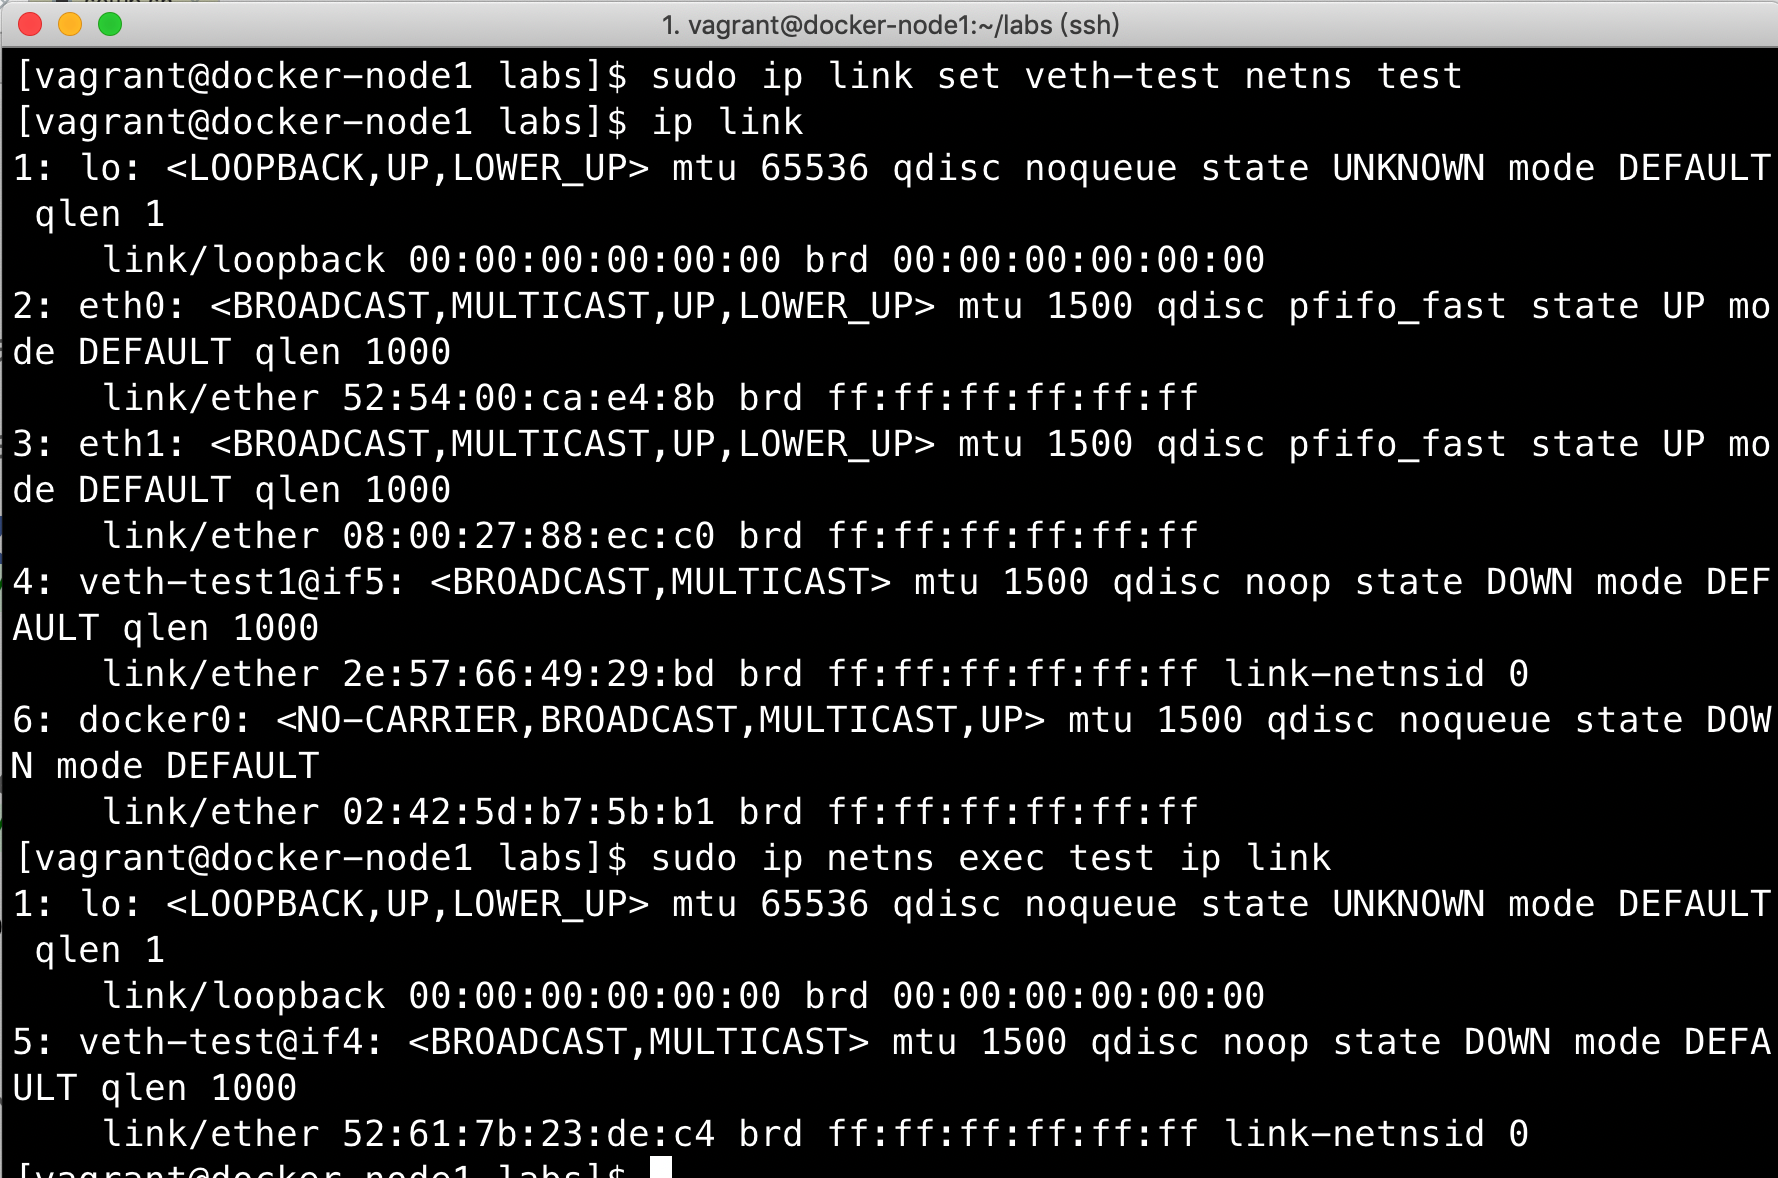 1. vagrant@docker-node1:~/labs (ssh)
[vagrant@docker-node1 labs]$ sudo ip link set veth-test netns test
[vagrant@docker-node1 labs]$ ip link
1: lo: <LOOPBACK,UP,LOWER_UP> mtu 65536 qdisc noqueue state UNKNOWN mode DEFAULT
 qlen 1
    link/loopback 00:00:00:00:00:00 brd 00:00:00:00:00:00
2: eth0: <BROADCAST,MULTICAST,UP,LOWER_UP> mtu 1500 qdisc pfifo_fast state UP mo
de DEFAULT qlen 1000
    link/ether 52:54:00:ca:e4:8b brd ff:ff:ff:ff:ff:ff
3: eth1: <BROADCAST,MULTICAST,UP,LOWER_UP> mtu 1500 qdisc pfifo_fast state UP mo
de DEFAULT qlen 1000
    link/ether 08:00:27:88:ec:c0 brd ff:ff:ff:ff:ff:ff
4: veth-test1@if5: <BROADCAST,MULTICAST> mtu 1500 qdisc noop state DOWN mode DEF
AULT qlen 1000
    link/ether 2e:57:66:49:29:bd brd ff:ff:ff:ff:ff:ff link-netnsid 0
6: docker0: <NO-CARRIER,BROADCAST,MULTICAST,UP> mtu 1500 qdisc noqueue state DOW
N mode DEFAULT
    link/ether 02:42:5d:b7:5b:b1 brd ff:ff:ff:ff:ff:ff
[vagrant@docker-node1 labs]$ sudo ip netns exec test ip link
1: lo: <LOOPBACK,UP,LOWER_UP> mtu 65536 qdisc noqueue state UNKNOWN mode DEFAULT
 qlen 1
    link/loopback 00:00:00:00:00:00 brd 00:00:00:00:00:00
5: veth-test@if4: <BROADCAST,MULTICAST> mtu 1500 qdisc noop state DOWN mode DEFA
ULT qlen 1000
    link/ether 52:61:7b:23:de:c4 brd ff:ff:ff:ff:ff:ff link-netnsid 0
[vagrant@docker-node1 labs]$